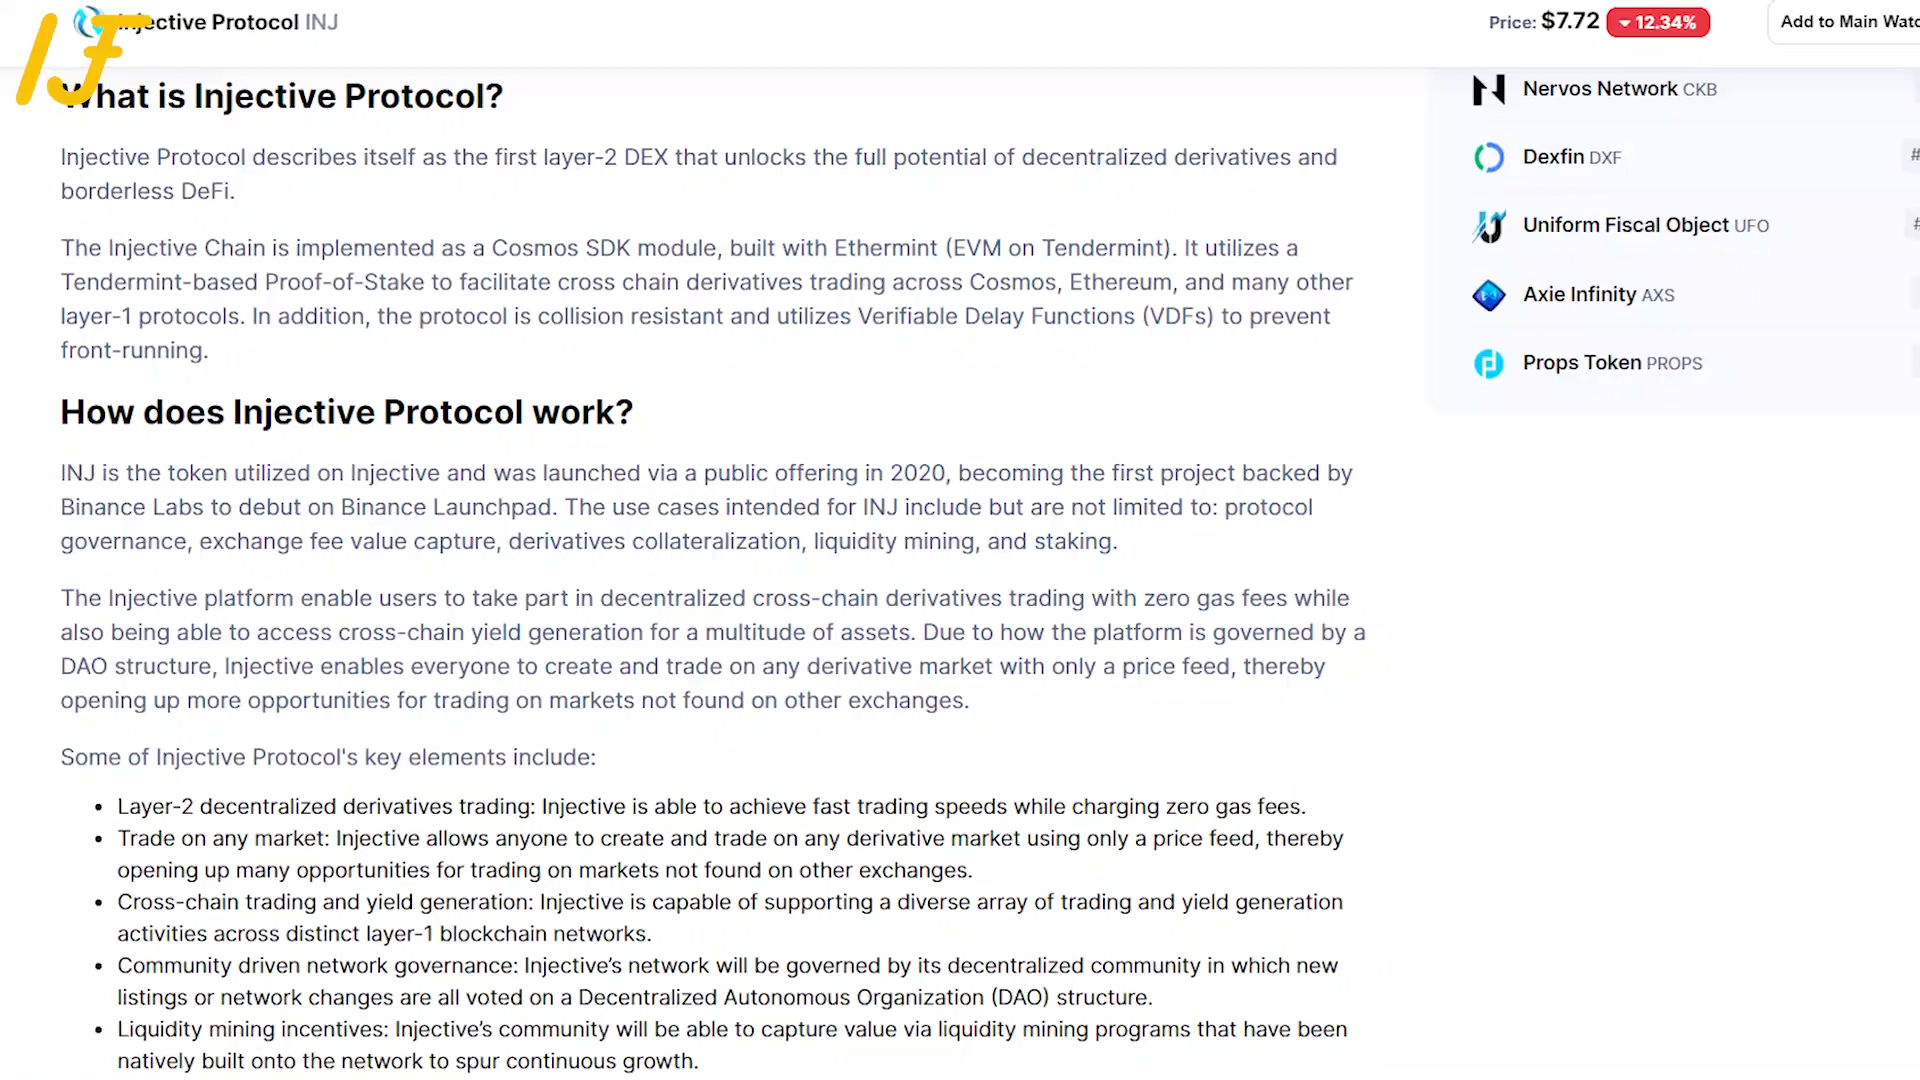 IJ
Injective Protocol INJ
Price: $7.72 12.34%
Add to Main Watc
What is Injective Protocol?
Injective Protocol describes itself as the first layer-2 DEX that unlocks the full potential of decentralized derivatives and
borderless DeFi.
The Injective Chain is implemented as a Cosmos SDK module, built with Ethermint (EVM on Tendermint). It utilizes a
Tendermint-based Proof-of-Stake to facilitate cross chain derivatives trading across Cosmos, Ethereum, and many other
layer-1 protocols. In addition, the protocol is collision resistant and utilizes Verifiable Delay Functions (VDFs) to prevent
front-running.
How does Injective Protocol work?
INJ is the token utilized on Injective and was launched via a public offering in 2020, becoming the first project backed by
Binance Labs to debut on Binance Launchpad. The use cases intended for INJ include but are not limited to: protocol
governance, exchange fee value capture, derivatives collateralization, liquidity mining, and staking.
The Injective platform enable users to take part in decentralized cross-chain derivatives trading with zero gas fees while
also being able to access cross-chain yield generation for a multitude of assets. Due to how the platform is governed by a
DAO structure, Injective enables everyone to create and trade on any derivative market with only a price feed, thereby
opening up more opportunities for trading on markets not found on other exchanges.
Some of Injective Protocol's key elements include:
• Layer-2 decentralized derivatives trading: Injective is able to achieve fast trading speeds while charging zero gas fees.
• Trade on any market: Injective allows anyone to create and trade on any derivative market using only a price feed, thereby
opening up many opportunities for trading on markets not found on other exchanges.
• Cross-chain trading and yield generation: Injective is capable of supporting a diverse array of trading and yield generation
activities across distinct layer-1 blockchain networks.
• Community driven network governance: Injective’s network will be governed by its decentralized community in which new
listings or network changes are all voted on a Decentralized Autonomous Organization (DAO) structure.
• Liquidity mining incentives: Injective’s community will be able to capture value via liquidity mining programs that have been
natively built onto the network to spur continuous growth.
Nervos Network CKB
Dexfin DXF #
Uniform Fiscal Object UFO #
Axie Infinity AXS
Props Token PROPS